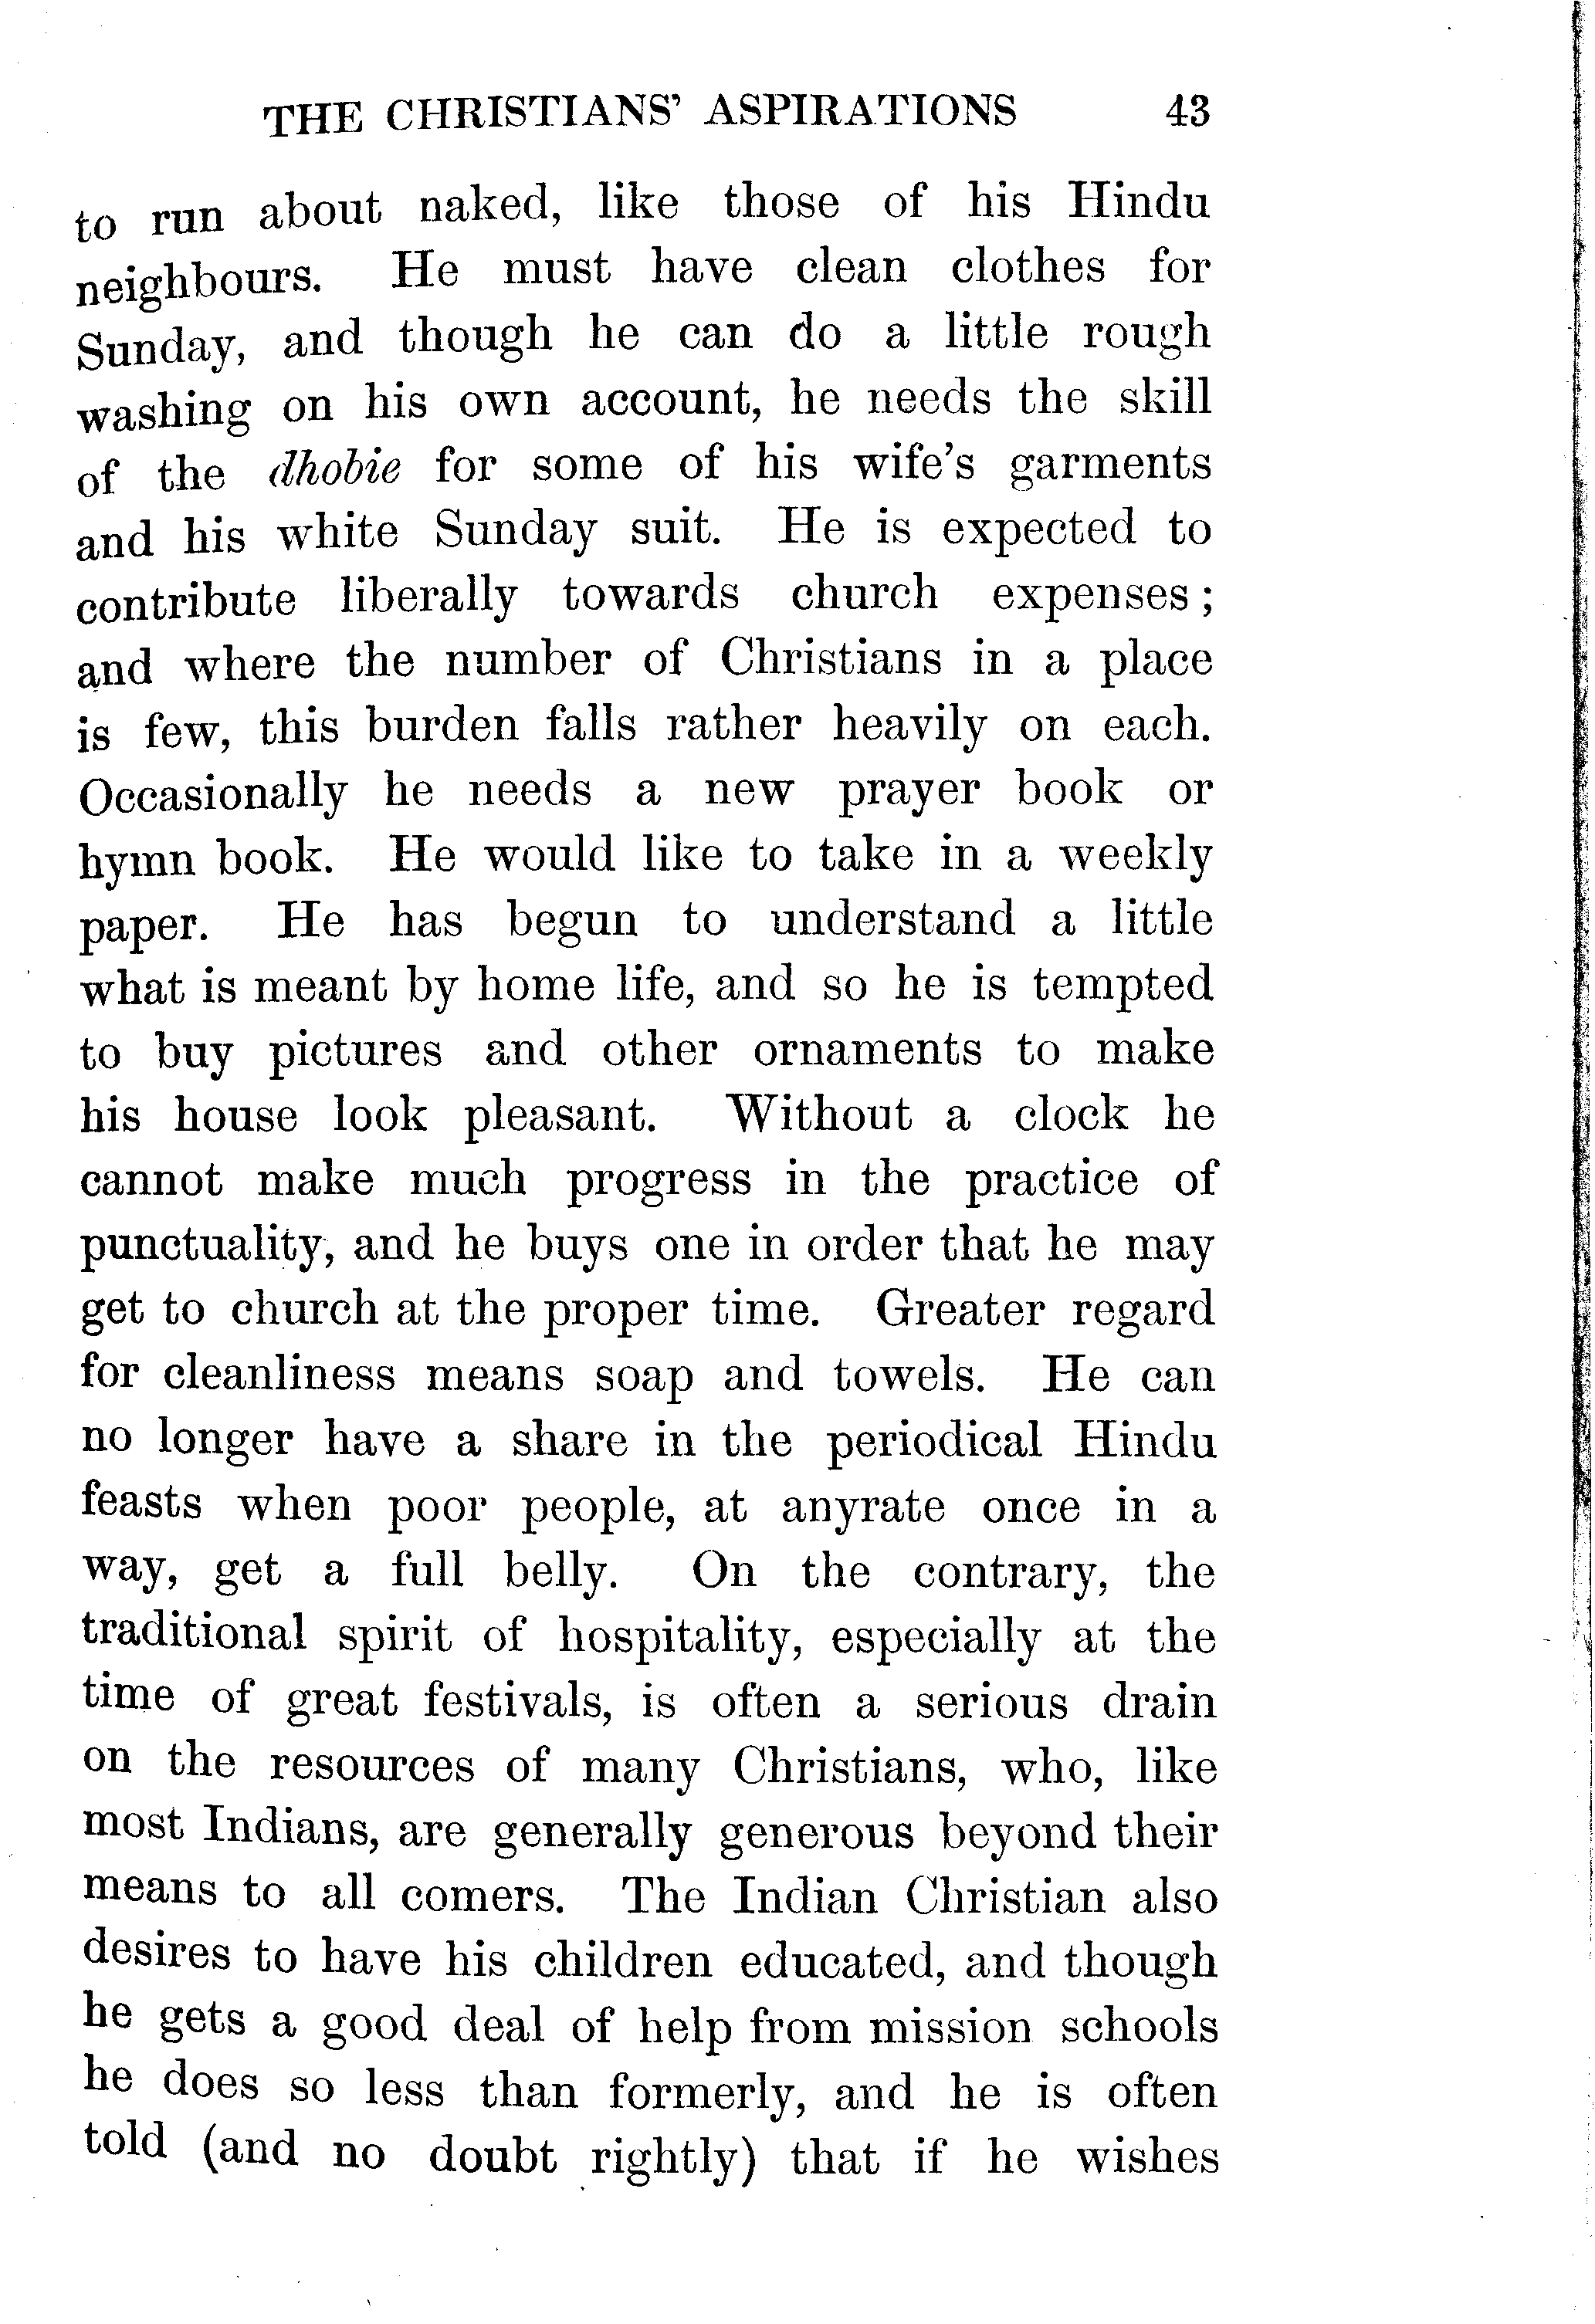 THE CHRISTIANS' ASPIRATIONS 43
to run about naked, like those of his Hindu
neighbours. He must have clean clothes for
Sunday, and though he can do a little rough
washing on his own account, he needs the skill
of the dhobie for some of his wife's garments
and his white Sunday suit. He is expected to
contribute liberally towards church expenses;
and where the number of Christians in a place
is few, this burden falls rather heavily on each.
Occasionally he needs a new prayer book or
hymn book. He would like to take in a weekly
paper. He has begun to understand a little
what is meant by home life, and so he is tempted
to buy pictures and other ornaments to make
his house look pleasant. Without a clock he
cannot make much progress in the practice of
punctuality, and he buys one in order that he may
get to church at the proper time. Greater regard
for cleanliness means soap and towels. He can
no longer have a share in the periodical Hindu
feasts when poor people, at anyrate once in a
way, get a full belly. On the contrary, the
traditional spirit of hospitality, especially at the
time of great festivals, is often a serious drain
on the resources of many Christians, who, like
most Indians, are generally generous beyond their
means to all comers. The Indian Christian also
desires to have his children educated, and though
he gets a good deal of help from mission schools
he does so less than formerly, and he is often
told (and no doubt rightly) that if he wishes